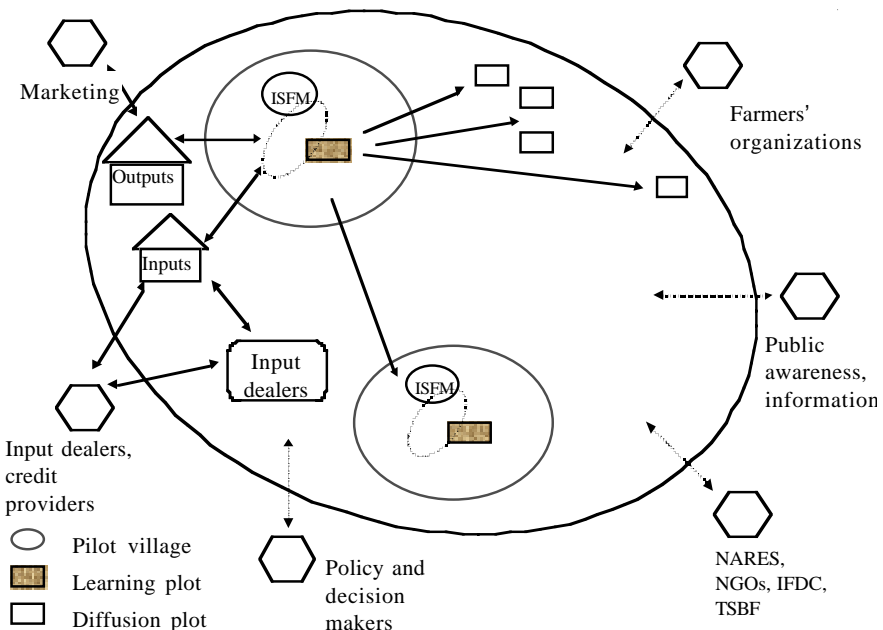 Marketing
ISFM
Outputs
Farmers'
organizations
Inputs
Input
dealers
ISFM
Public
awareness,
information
Input dealers,
credit
providers
Pilot village
Learning plot
Diffusion plot
Policy and
decision
makers
NARES,
NGOs, IFDC,
TSBF